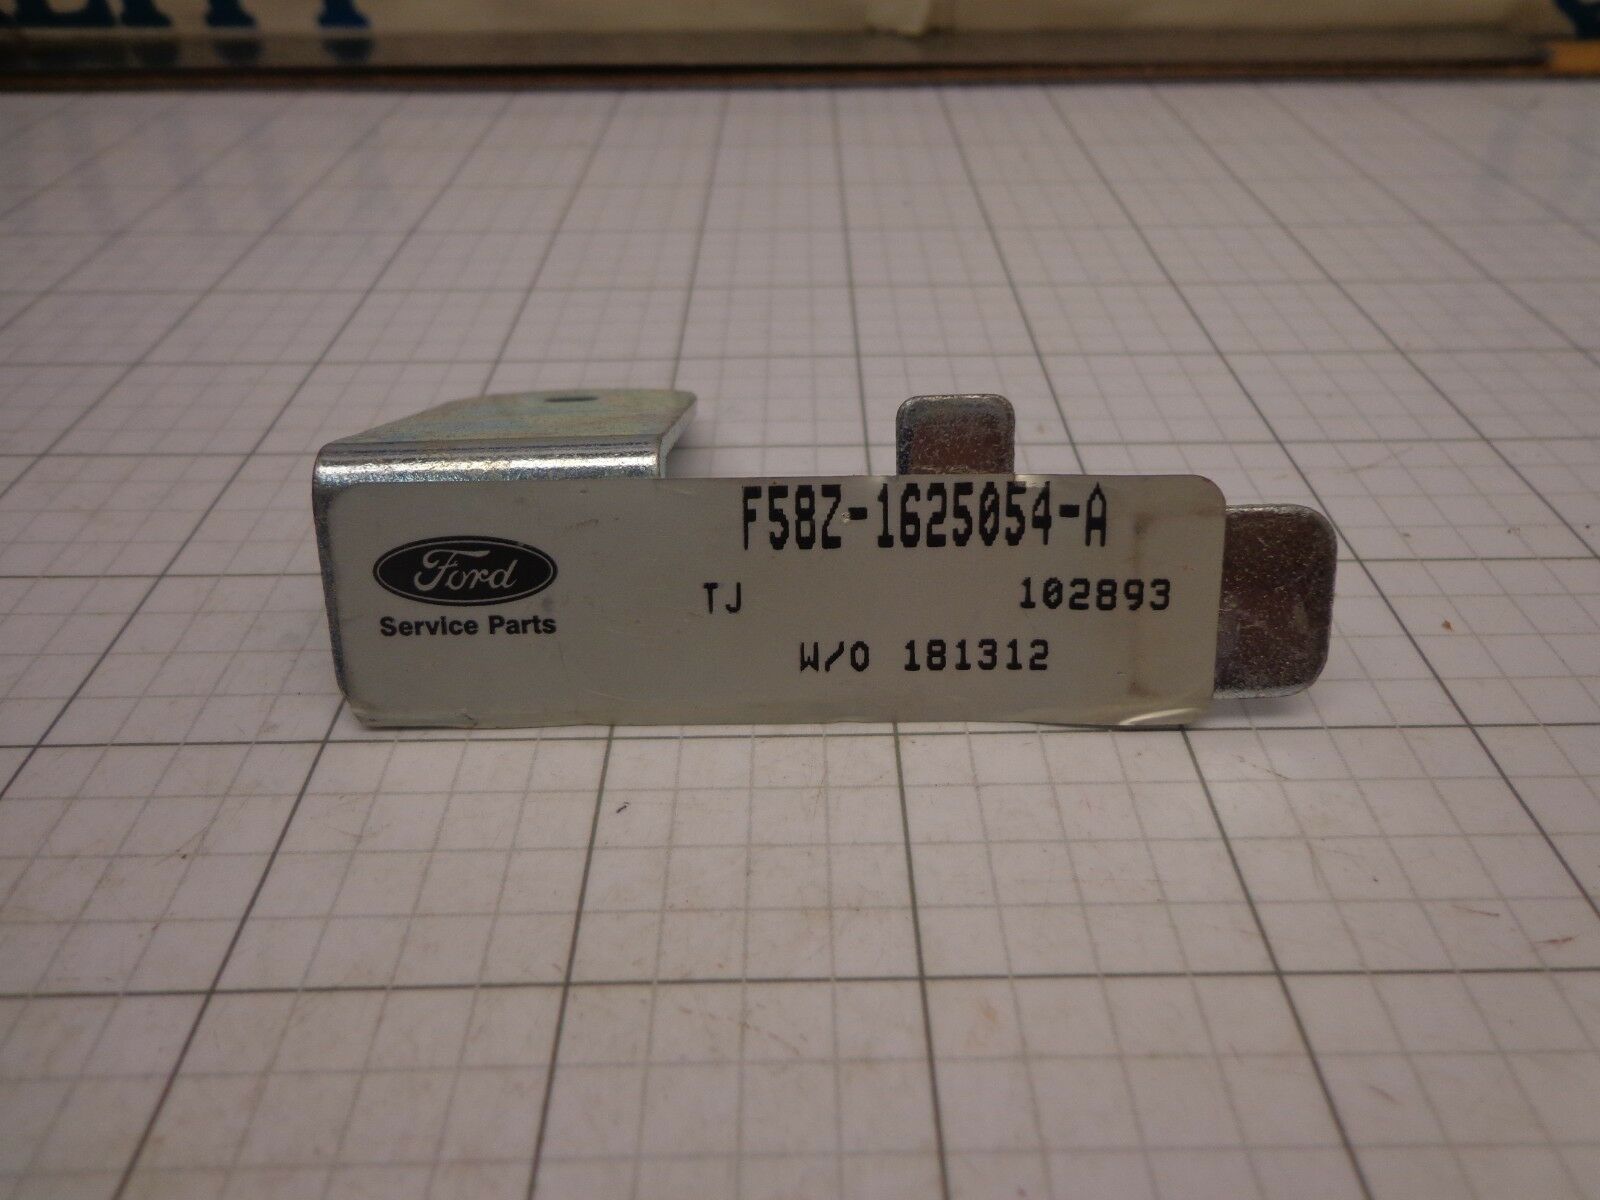 F58Z-1625054-A
Ford
Service Parts
TJ 102893
W/O 181312